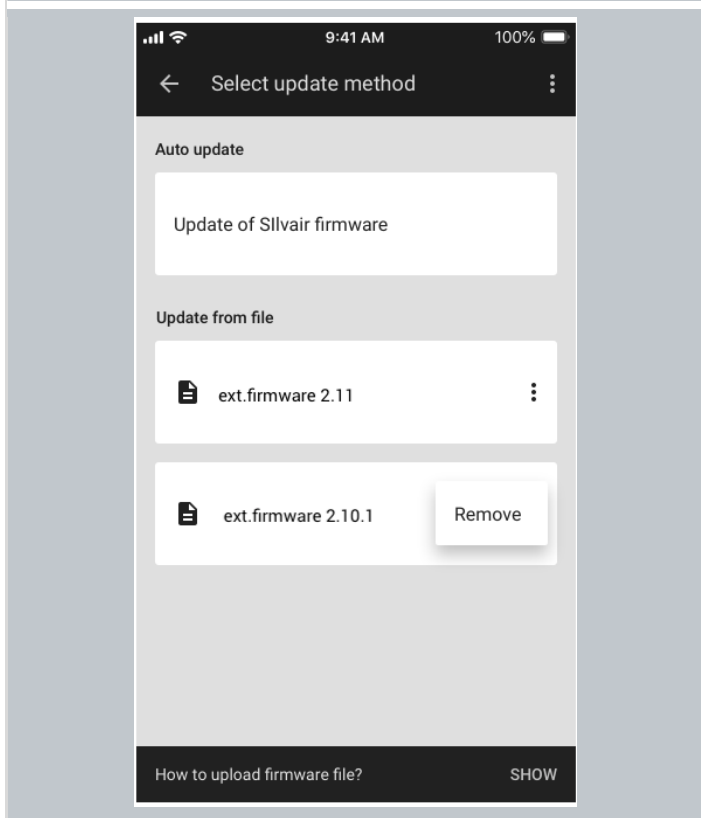 9:41 AM 100%
Select update method
Auto update
Update of SIlvair firmware
Update from file
ext.firmware 2.11
ext.firmware 2.10.1 Remove
How to upload firmware file? SHOW